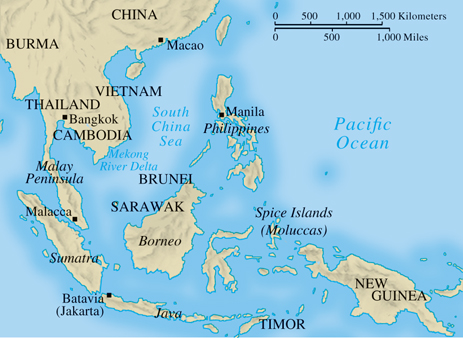 CHINA
0 500 1,000 1,500 Kilometers
0 500 1,000 Miles
Macao
BURMA
VIETNAM
THAILAND
Bangkok
CAMBODIA
South
China
Sea
Manila
Philippines
Pacific
Ocean
Mekong
River Delta
Malay
Peninsula
BRUNEI
SARAWAK
Malacca
Spice Islands
(Moluccas)
Borneo
Sumatra
NEW
GUINEA
Batavia
(Jakarta)
Java
TIMOR